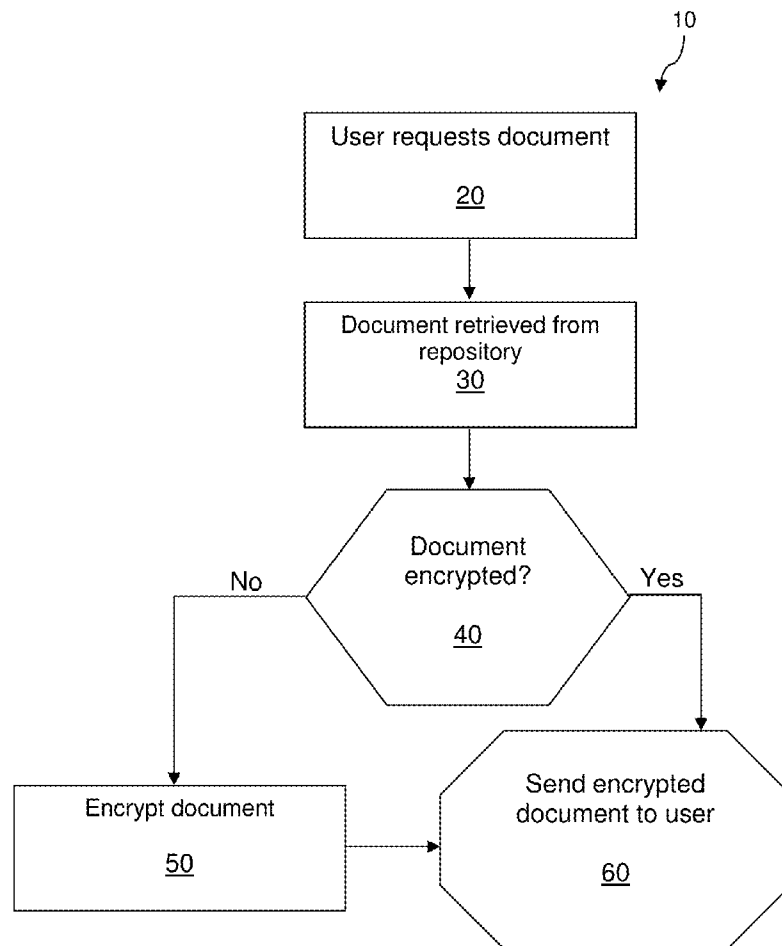 10
User requests document
20
Document retrieved from
repository
30
Document
encrypted?
40
No
Yes
Encrypt document
50
Send encrypted
document to user
60